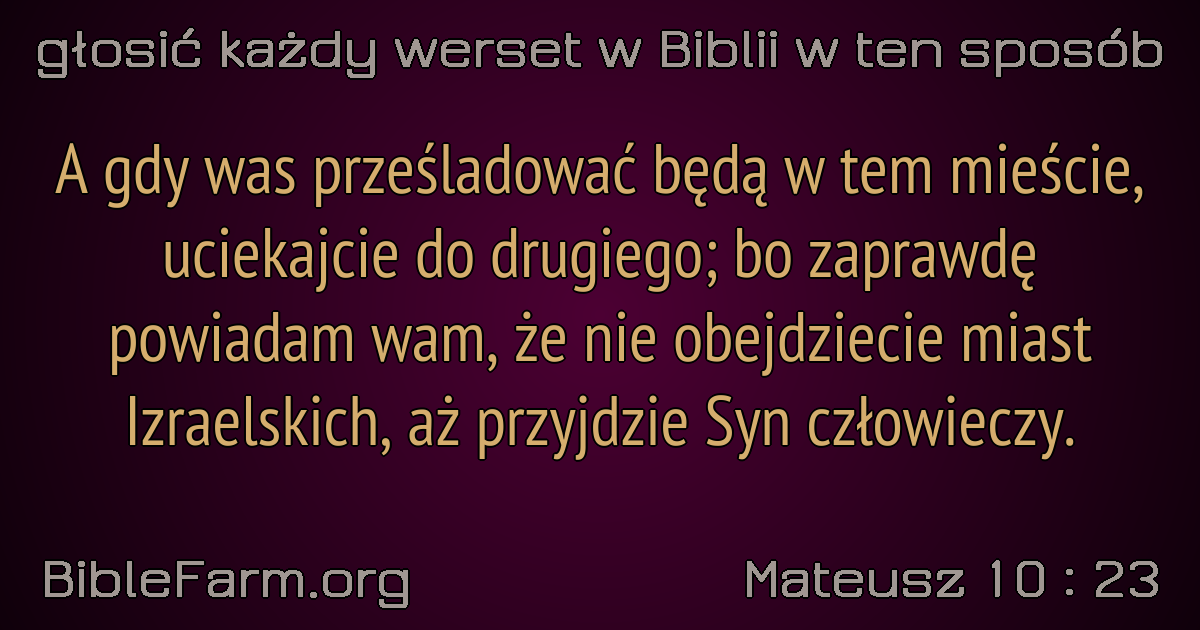 głosić każdy werset w Biblii w ten sposób
A gdy was prześladować będą w tem mieście,
uciekajcie do drugiego; bo zaprawdę
powiadam wam, że nie obejdziecie miast
Izraelskich, aż przyjdzie Syn człowieczy.
BibleFarm.org
Mateusz 10 : 23